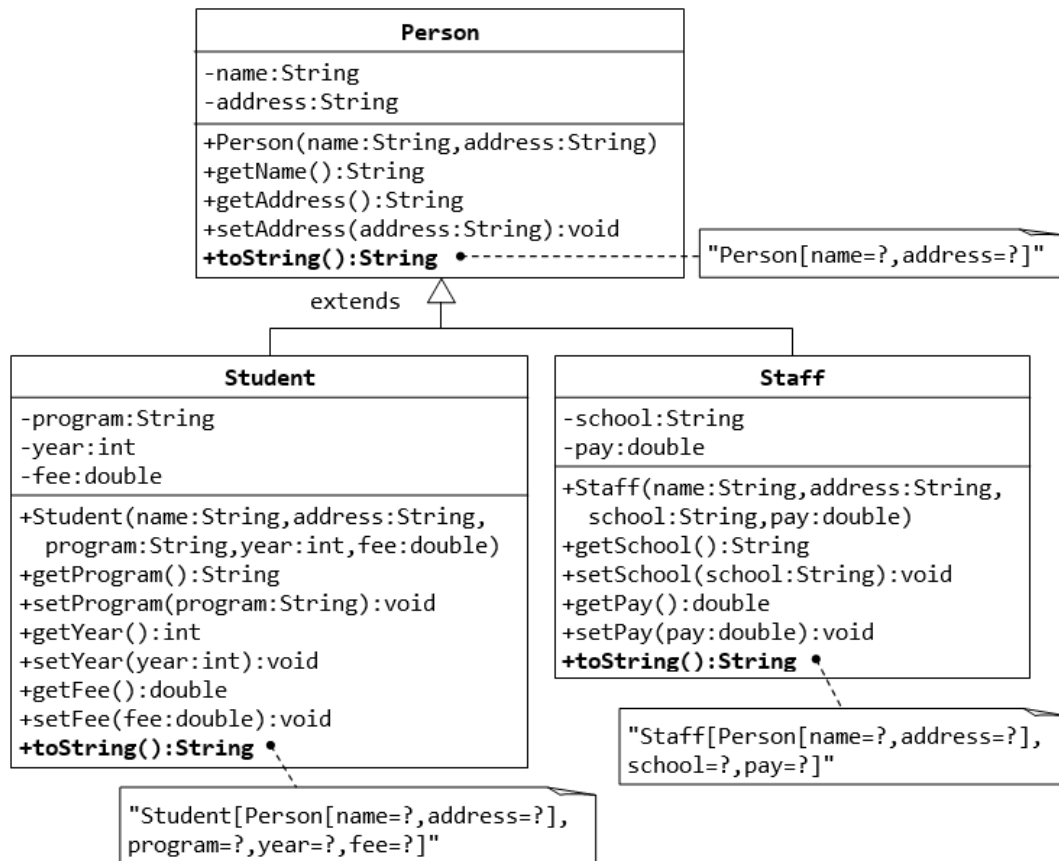 Person
-name:String
-address:String
+Person(name:String,address:String)
+getName():String
+getAddress():String
+setAddress(address:String):void
+toString():String
"Person[name=?,address=?]"
extends
Student
-program:String
-year:int
-fee:double
+Student(name:String,address:String,
program:String,year:int,fee:double)
+getProgram():String
+setProgram(program:String):void
+getYear():int
+setYear(year:int):void
+getFee():double
+setFee(fee:double):void
+toString():String
"Student[Person[name=?,address=?],
program=?,year=?,fee=?]"
Staff
-school:String
-pay:double
+Staff(name:String,address:String,
school:String,pay:double)
+getSchool():String
+setSchool(school:String):void
+getPay():double
+setPay(pay:double):void
+toString():String
"Staff[Person[name=?,address=?],
school=?,pay=?]"